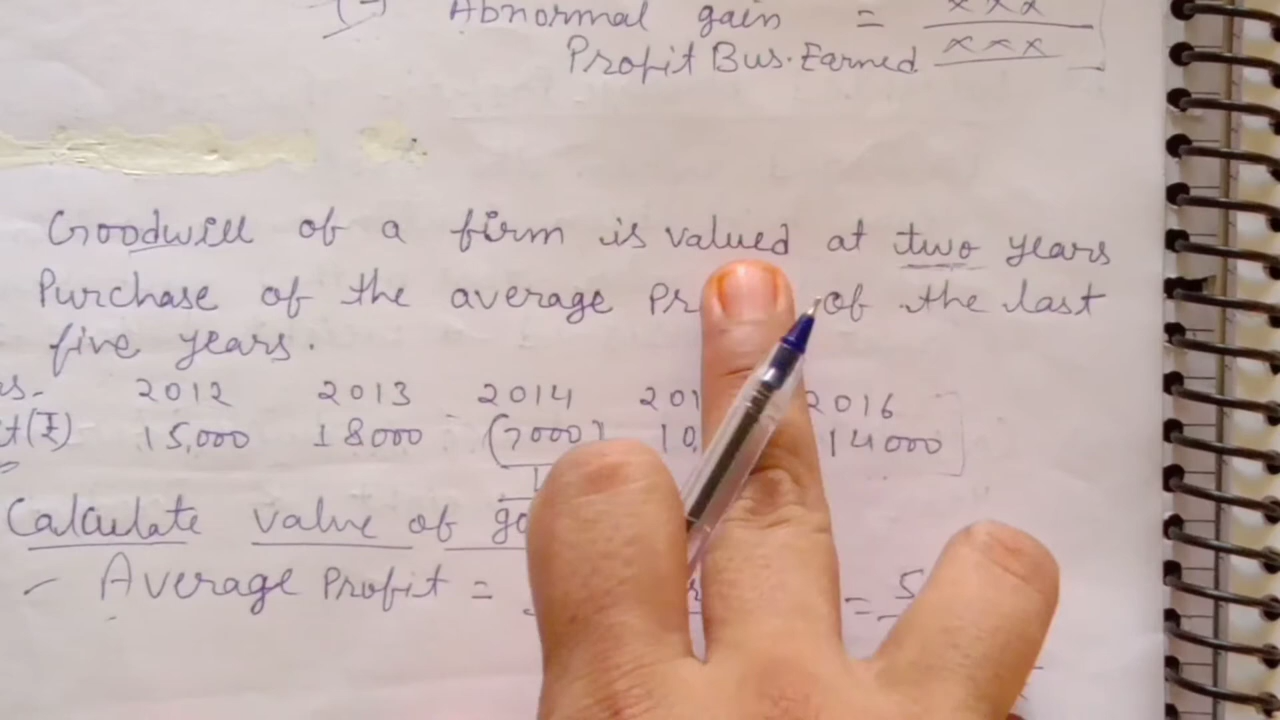 Abnormal gain = xxx
Profit Bus. Earned xxx
Goodwill of a firm is valued at two years
Purchase of the average of the last
five years.
2012 2013 2014 2016
(₹) 15,000 18000 (7000) 14000
Calculate value of
Average Profit = =